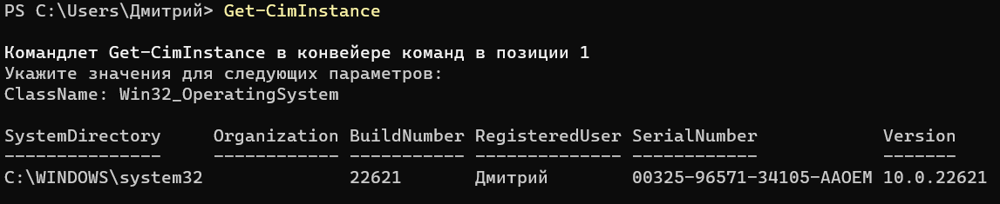 PS C:\Users\Дмитрий> Get-CimInstance
Командлет Get-CimInstance в конвейере команд в позиции 1
Укажите значения для следующих параметров:
ClassName: Win32_OperatingSystem
SystemDirectory     Organization BuildNumber RegisteredUser SerialNumber            Version
---------------     ------------ ----------- -------------- ------------            -------
C:\WINDOWS\system32              22621       Дмитрий        00325-96571-34105-AAOEM 10.0.22621